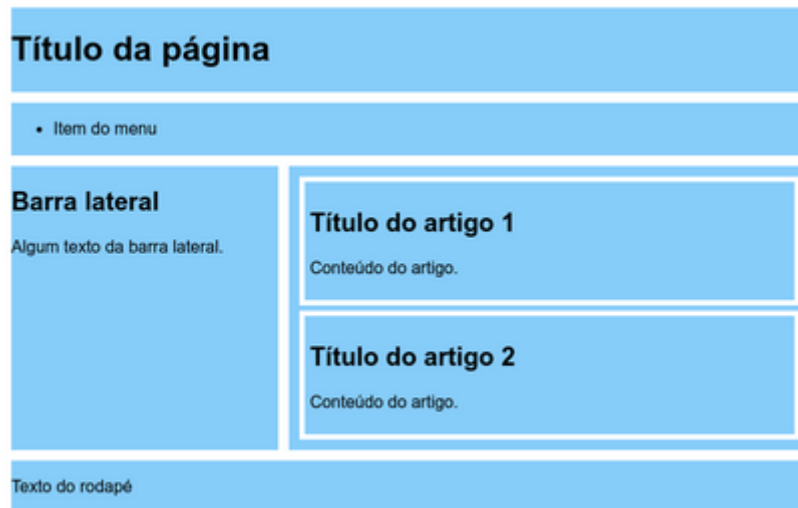 Título da página
• Item do menu
Barra lateral
Algum texto da barra lateral.
Título do artigo 1
Conteúdo do artigo.
Título do artigo 2
Conteúdo do artigo.
Texto do rodapé